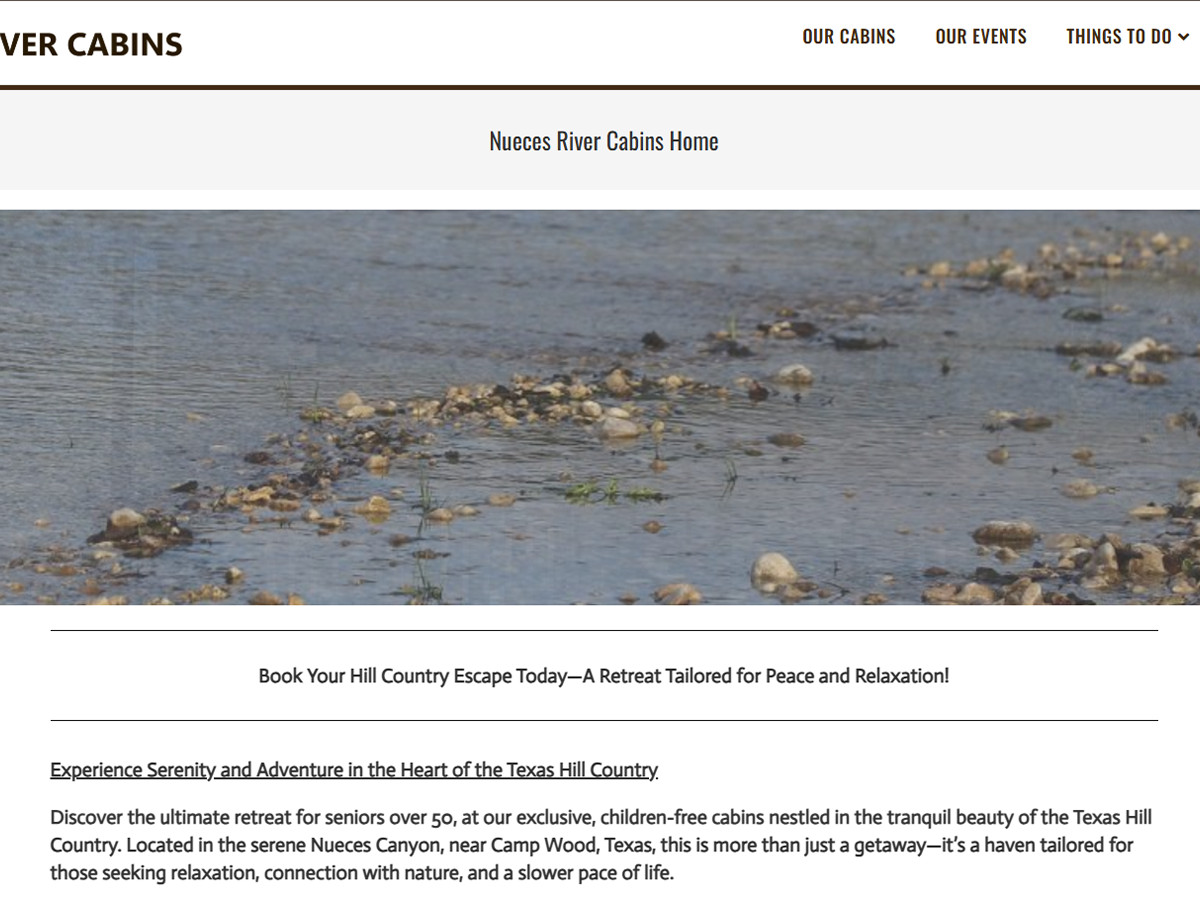 VER CABINS
OUR CABINS OUR EVENTS THINGS TO DO
Nueces River Cabins Home
Book Your Hill Country Escape Today—A Retreat Tailored for Peace and Relaxation!
Experience Serenity and Adventure in the Heart of the Texas Hill Country
Discover the ultimate retreat for seniors over 50, at our exclusive, children-free cabins nestled in the tranquil beauty of the Texas Hill
Country. Located in the serene Nueces Canyon, near Camp Wood, Texas, this is more than just a getaway—it’s a haven tailored for
those seeking relaxation, connection with nature, and a slower pace of life.